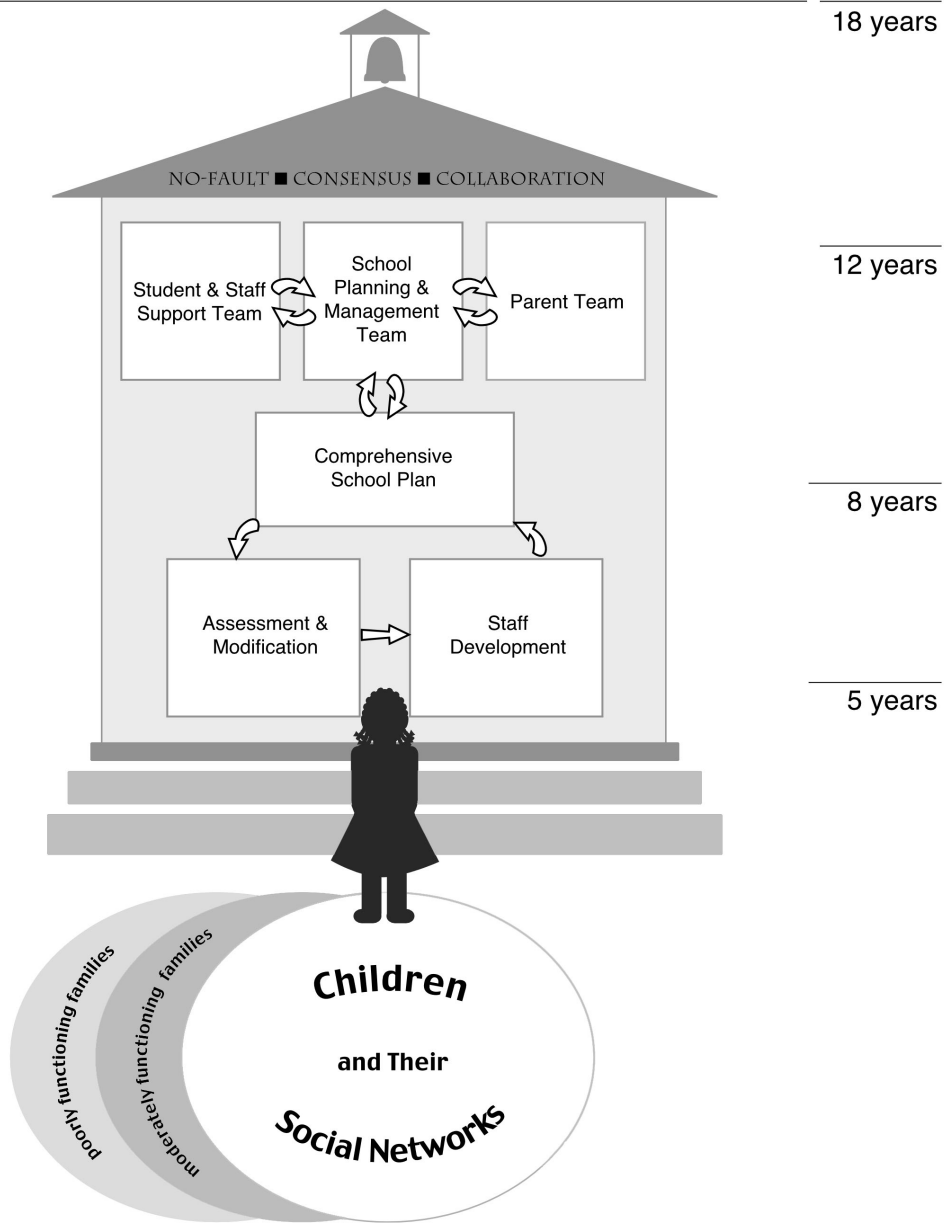 18 years
NO-FAULT ■ CONSENSUS ■ COLLABORATION
12 years
Student & Staff
Support Team
School
Planning &
Management
Team
Parent Team
Comprehensive
School Plan
8 years
Assessment &
Modification
Staff
Development
5 years
poorly functioning families
moderately functioning families
Children
and Their
Social Networks